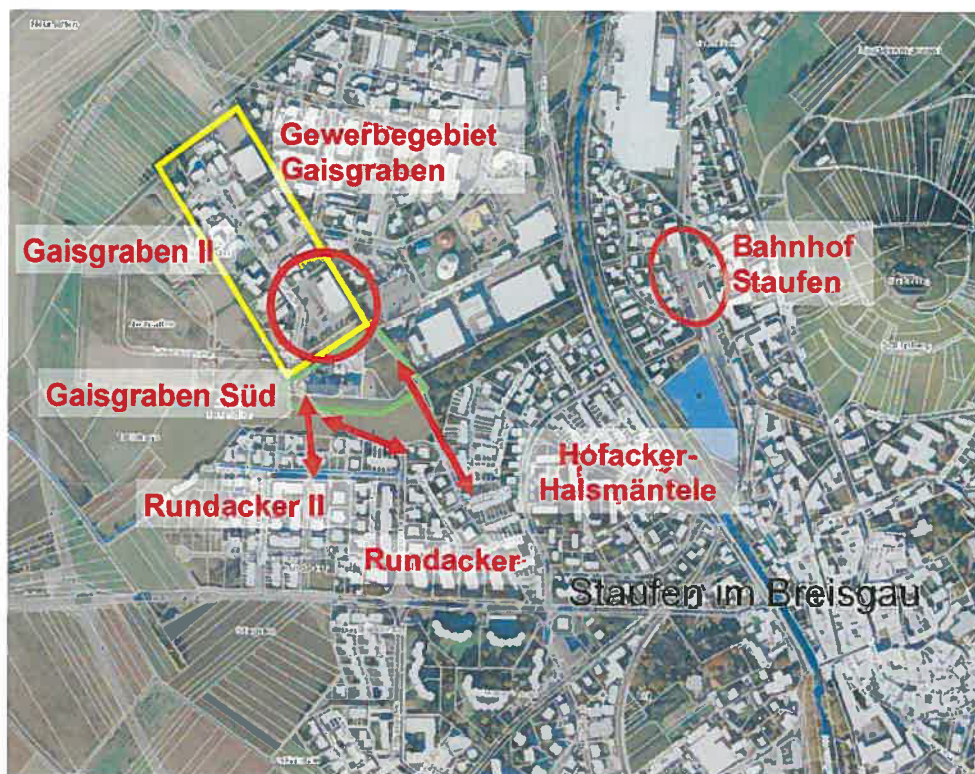 Gewerbegebiet
Gaisgraben
Gaisgraben II
Bahnhof
Staufen
Gaisgraben Süd
Hofacker-
Halsmäntele
Rundacker II
Rundacker
Staufen im Breisgau